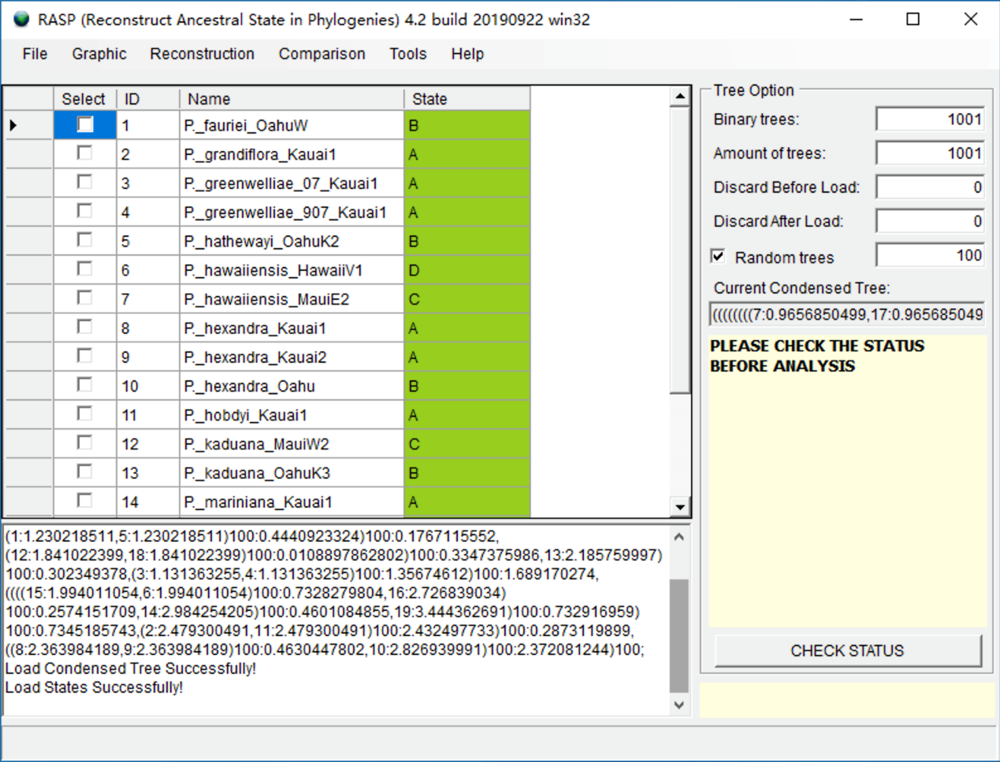 RASP (Reconstruct Ancestral State in Phylogenies) 4.2 build 20190922 win32
File Graphic Reconstruction Comparison Tools Help
Select ID Name State
1 P._fauriei_OahuW B
2 P._grandiflora_Kauai1 A
3 P._greenwelliae_07_Kauai1 A
4 P._greenwelliae_907_Kauai1 A
5 P._hathewayi_OahuK2 B
6 P._hawaiiensis_HawaiiV1 D
7 P._hawaiiensis_MauiE2 C
8 P._hexandra_Kauai1 A
9 P._hexandra_Kauai2 A
10 P._hexandra_Oahu B
11 P._hobdyi_Kauai1 A
12 P._kaduana_MauiW2 C
13 P._kaduana_OahuK3 B
14 P._mariniana_Kauai1 A
(1:1.230218511,5:1.230218511)100:0.4440923324)100:0.1767115552,
(12:1.841022399,18:1.841022399)100:0.0108897862802)100:0.3347375986,13:2.185759997)
100:0.302349378,(3:1.131363255,4:1.131363255)100:1.35674612)100:1.689170274,
((((15:1.994011054,6:1.994011054)100:0.7328279804,16:2.726839034)
100:0.2574151709,14:2.984254205)100:0.4601084855,19:3.444362691)100:0.732916959)
100:0.7345185743,(2:2.479300491,11:2.479300491)100:2.432497733)100:0.2873119899,
((8:2.363984189,9:2.363984189)100:0.4630447802,10:2.826939991)100:2.372081244)100;
Load Condensed Tree Successfully!
Load States Successfully!
Tree Option
Binary trees: 1001
Amount of trees: 1001
Discard Before Load: 0
Discard After Load: 0
Random trees 100
Current Condensed Tree:
((((((((7:0.9656850499,17:0.965685049
PLEASE CHECK THE STATUS
BEFORE ANALYSIS
CHECK STATUS